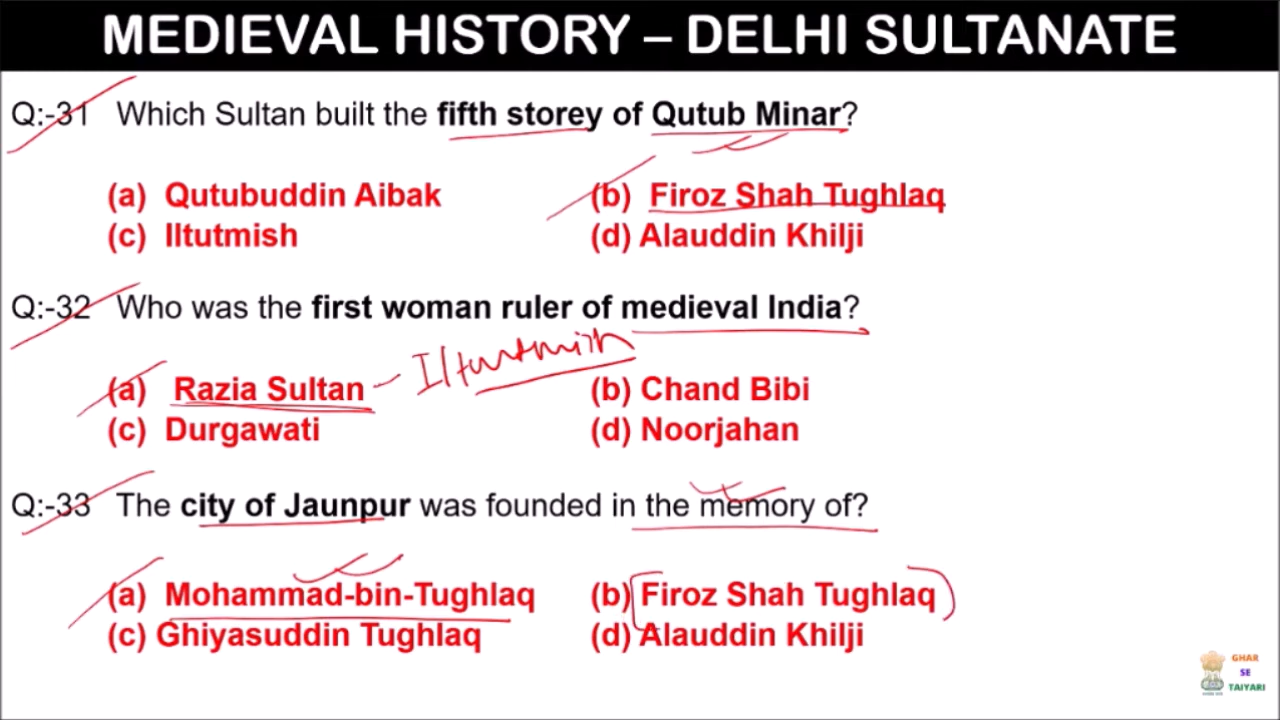 MEDIEVAL HISTORY – DELHI SULTANATE
Q:-31 Which Sultan built the fifth storey of Qutub Minar?
(a) Qutubuddin Aibak (b) Firoz Shah Tughlaq
(c) Iltutmish (d) Alauddin Khilji
Q:-32 Who was the first woman ruler of medieval India?
Iltutmish
(a) Razia Sultan (b) Chand Bibi
(c) Durgawati (d) Noorjahan
Q:-33 The city of Jaunpur was founded in the memory of?
(a) Mohammad-bin-Tughlaq (b) Firoz Shah Tughlaq
(c) Ghiyasuddin Tughlaq (d) Alauddin Khilji
GHAR
SE
TAIYARI